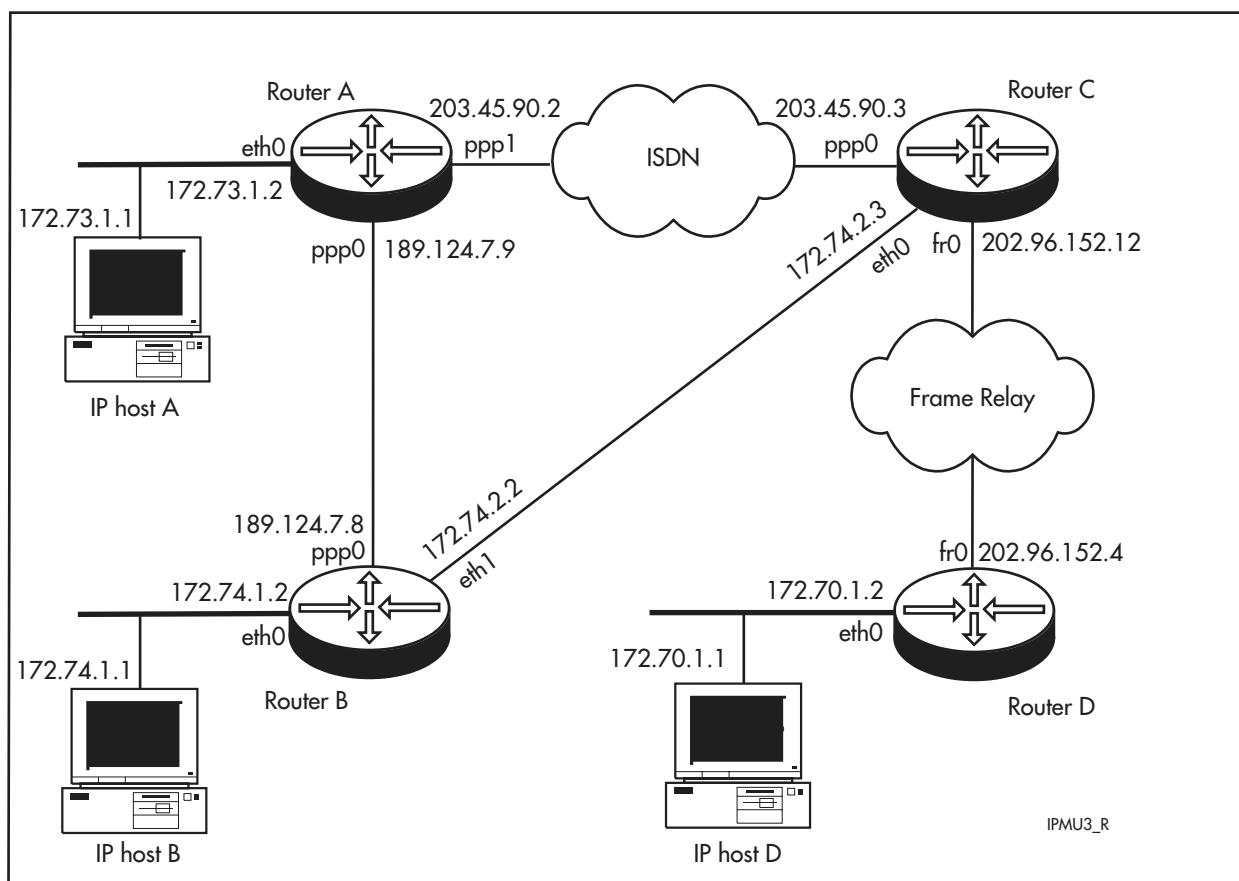 Router A
203.45.90.2
203.45.90.3
Router C
eth0
ppp1
ISDN
ppp0
172.73.1.2
172.73.1.1
ppp0
189.124.7.9
172.74.2.3
eth0
fr0
202.96.152.12
IP host A
Frame Relay
189.124.7.8
ppp0
172.74.2.2
eth1
fr0
202.96.152.4
172.74.1.2
eth0
172.70.1.2
eth0
172.74.1.1
172.70.1.1
Router B
Router D
IP host B
IP host D
IPMU3_R